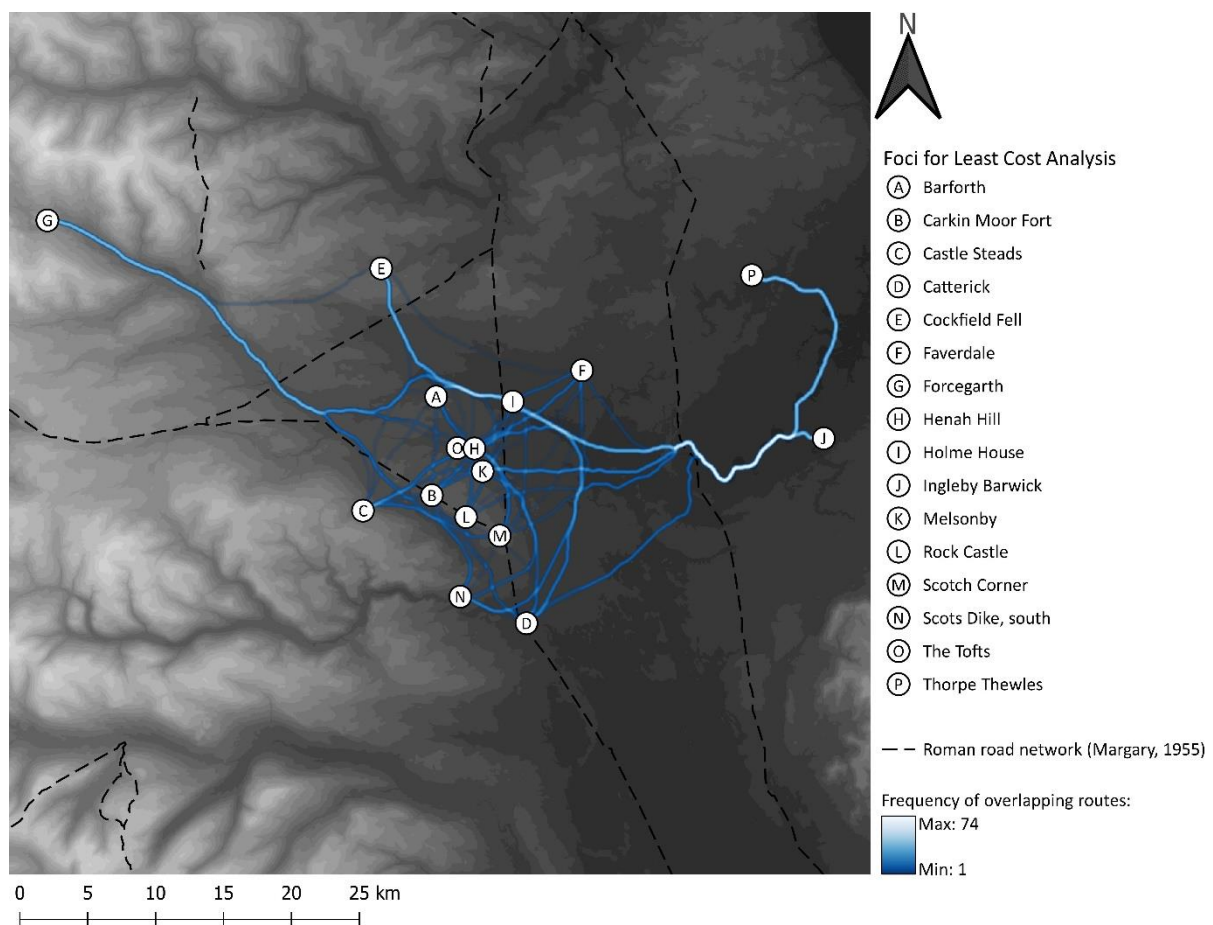 N
G
E
P
F
A
I
J
O
H
K
B
C
L
M
N
D
Foci for Least Cost Analysis
A Barforth
B Carkin Moor Fort
C Castle Steads
D Catterick
E Cockfield Fell
F Faverdale
G Forcegarth
H Henah Hill
I Holme House
J Ingleby Barwick
K Melsonby
L Rock Castle
M Scotch Corner
N Scots Dike, south
O The Tofts
P Thorpe Thewles
Roman road network (Margary, 1955)
Frequency of overlapping routes:
Max: 74
Min: 1
0 5 10 15 20 25 km